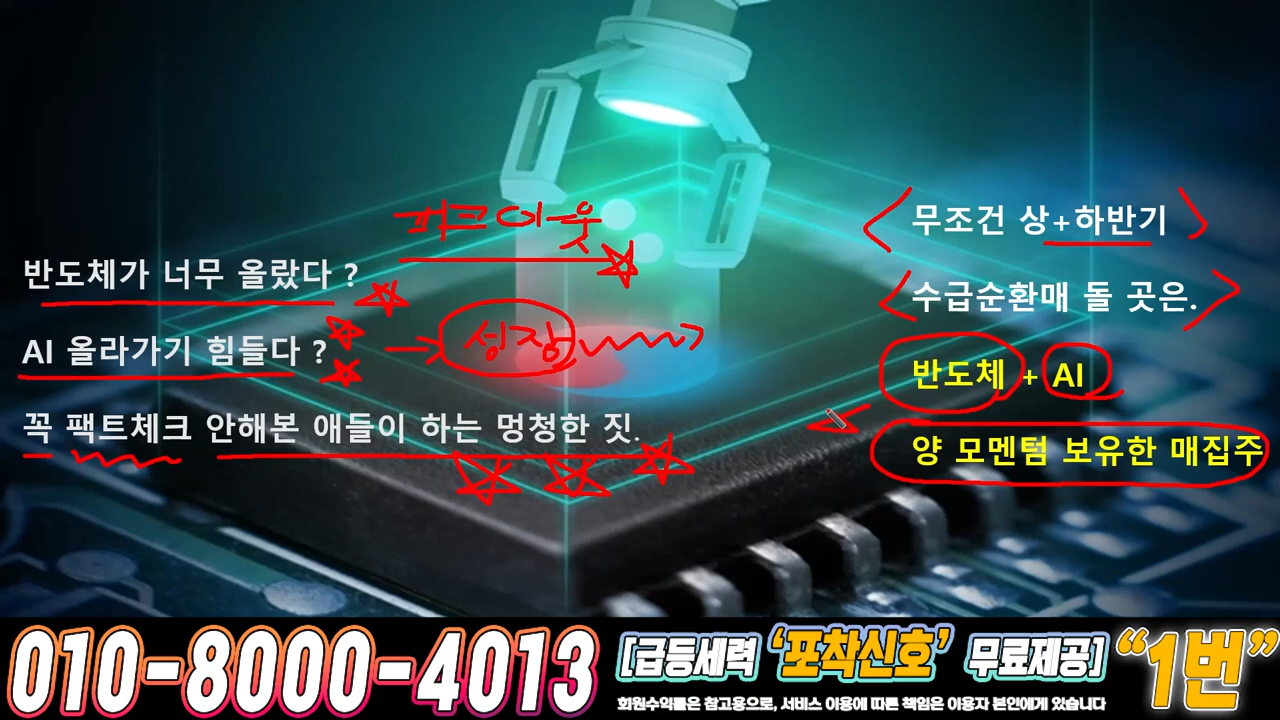 피크아웃
반도체가 너무 올랐다 ?
AI 올라가기 힘들다 ?
성장
꼭 팩트체크 안해본 애들이 하는 멍청한 짓.
무조건 상+하반기
수급순환매 돌 곳은.
반도체 + AI
양 모멘텀 보유한 매집주
010-8000-4013
[급등세력 ‘포착신호’ 무료제공] “1번”
회원수익률은 참고용으로, 서비스 이용에 따른 책임은 이용자 본인에게 있습니다